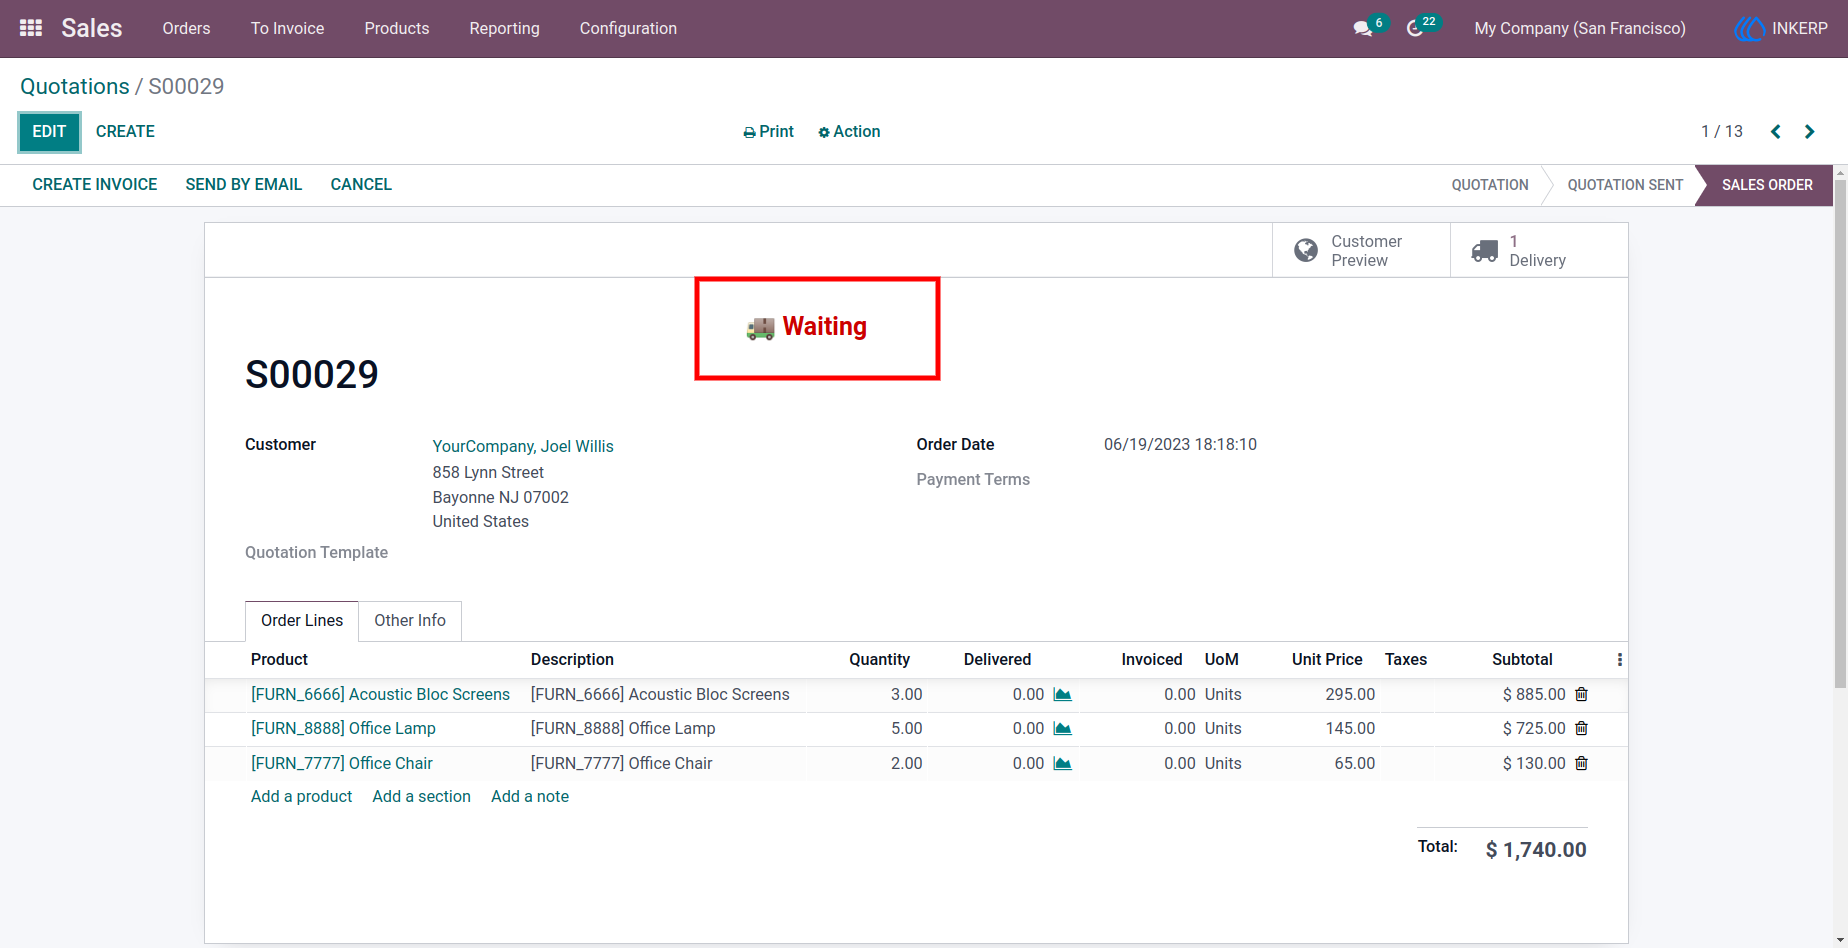 Sales Orders To Invoice Products Reporting Configuration 6 22 My Company (San Francisco) INKERP
Quotations / S00029
EDIT CREATE Print Action 1 / 13
CREATE INVOICE SEND BY EMAIL CANCEL QUOTATION QUOTATION SENT SALES ORDER
Customer Preview 1 Delivery
Waiting
S00029
Customer YourCompany, Joel Willis Order Date 06/19/2023 18:18:10
858 Lynn Street Payment Terms
Bayonne NJ 07002
United States
Quotation Template
Order Lines Other Info
Product Description Quantity Delivered Invoiced UoM Unit Price Taxes Subtotal
[FURN_6666] Acoustic Bloc Screens [FURN_6666] Acoustic Bloc Screens 3.00 0.00 0.00 Units 295.00 $ 885.00
[FURN_8888] Office Lamp [FURN_8888] Office Lamp 5.00 0.00 0.00 Units 145.00 $ 725.00
[FURN_7777] Office Chair [FURN_7777] Office Chair 2.00 0.00 0.00 Units 65.00 $ 130.00
Add a product Add a section Add a note
Total: $ 1,740.00